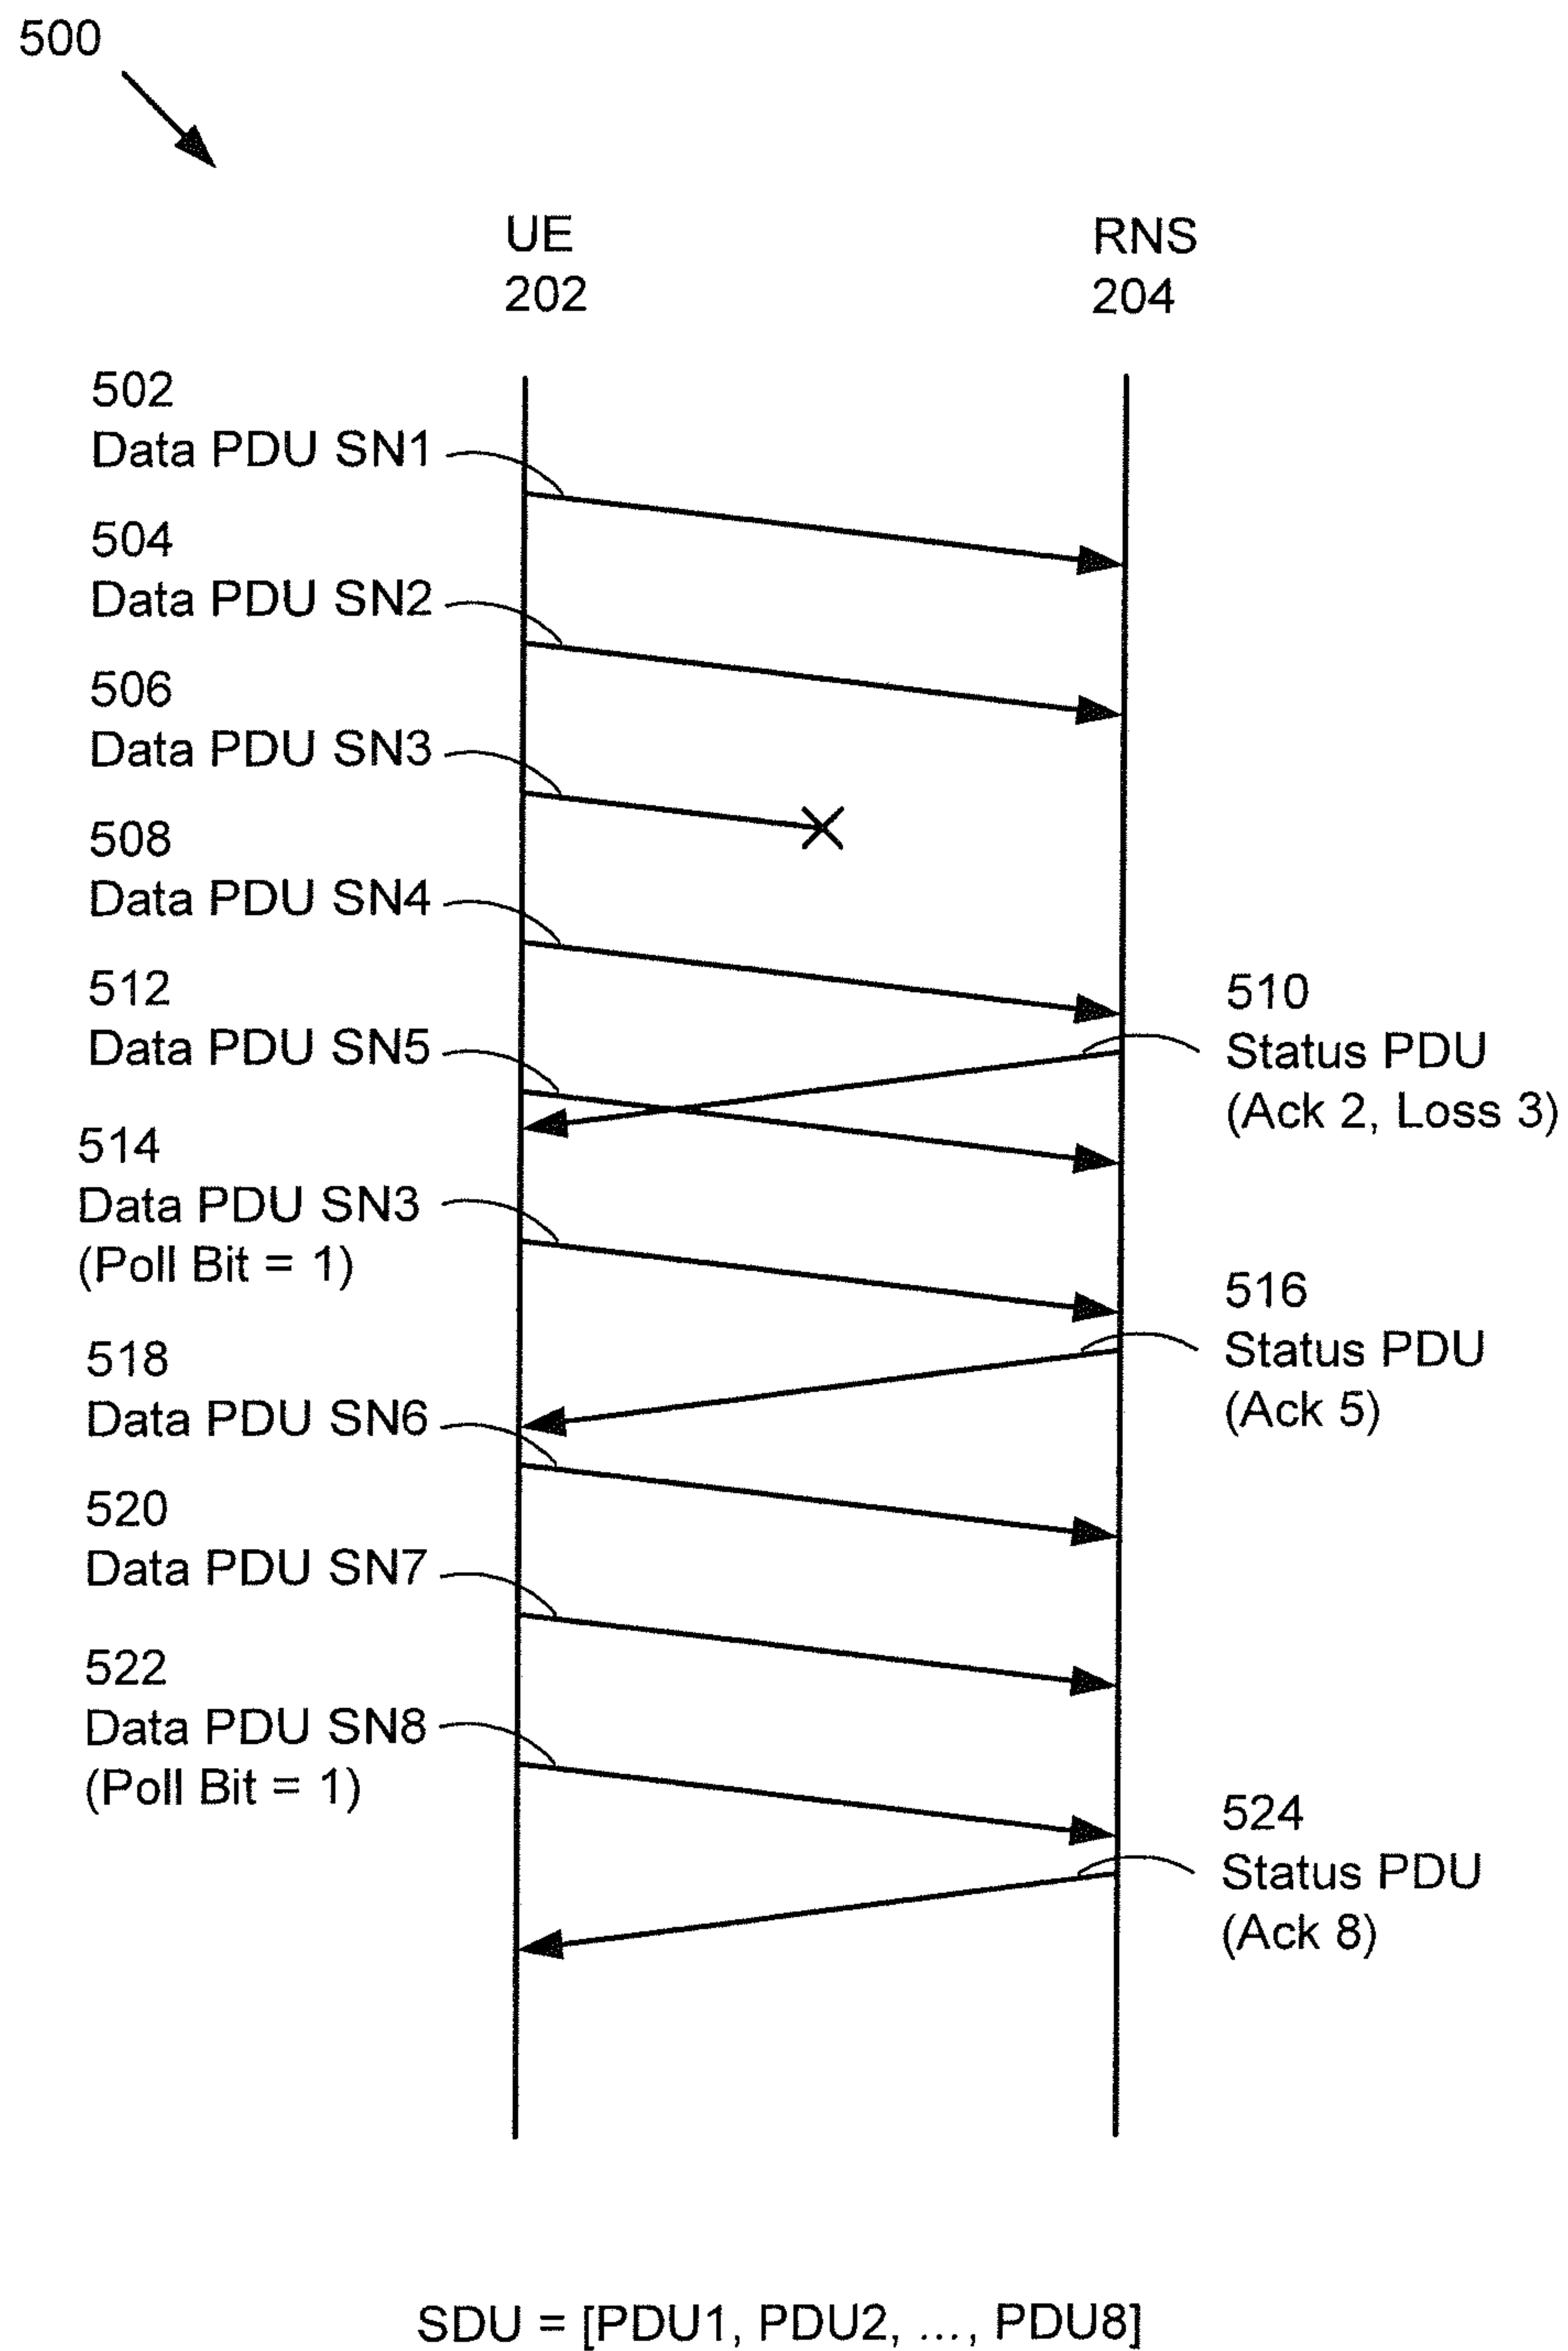 500
UE
202
RNS
204
502
Data PDU SN1
504
Data PDU SN2
506
Data PDU SN3
508
Data PDU SN4
510
Status PDU
(Ack 2, Loss 3)
512
Data PDU SN5
514
Data PDU SN3
(Poll Bit = 1)
516
Status PDU
(Ack 5)
518
Data PDU SN6
520
Data PDU SN7
522
Data PDU SN8
(Poll Bit = 1)
524
Status PDU
(Ack 8)
SDU = [PDU1, PDU2, ..., PDU8]